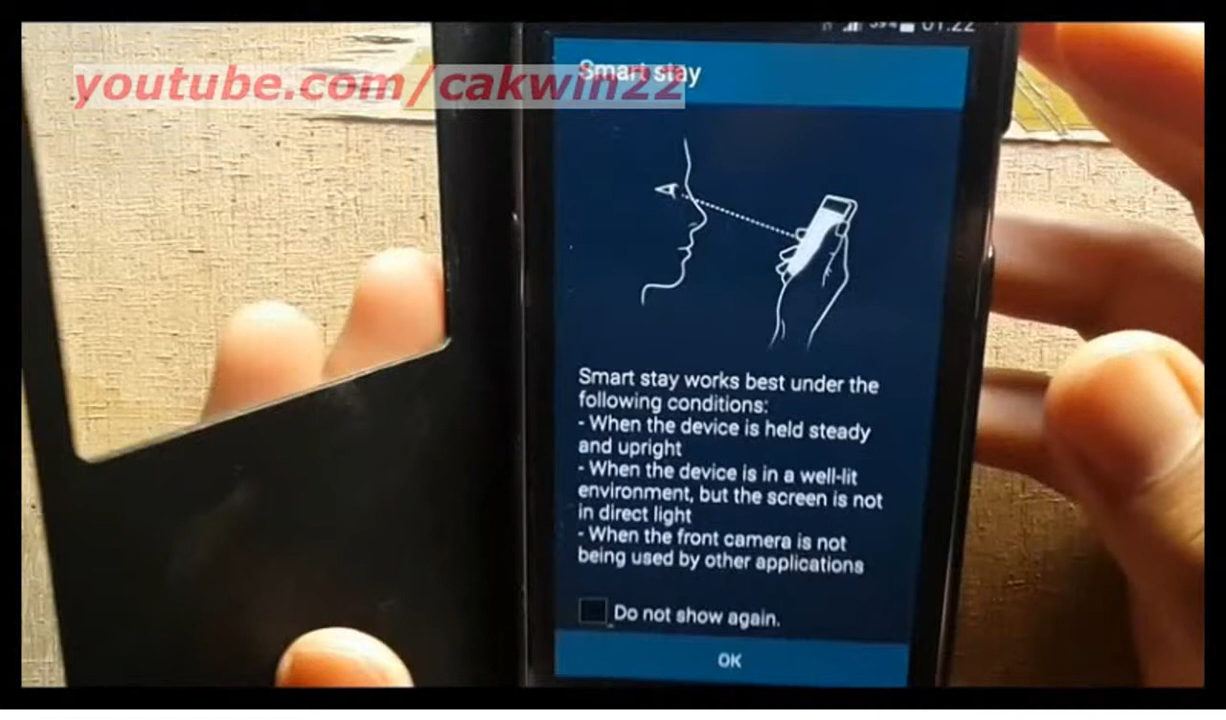 01:22
youtube.com/cakwin22
Smart stay
Smart stay works best under the
following conditions:
- When the device is held steady
and upright
- When the device is in a well-lit
environment, but the screen is not
in direct light
- When the front camera is not
being used by other applications
Do not show again.
OK